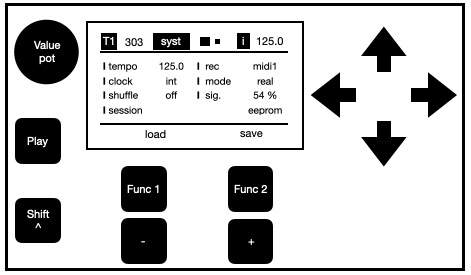 Value
pot
T1 303 syst i 125.0
tempo 125.0 rec midi1
clock int mode real
shuffle off sig. 54 %
session eeprom
load save
Play
Func 1 Func 2
Shift
^
- +